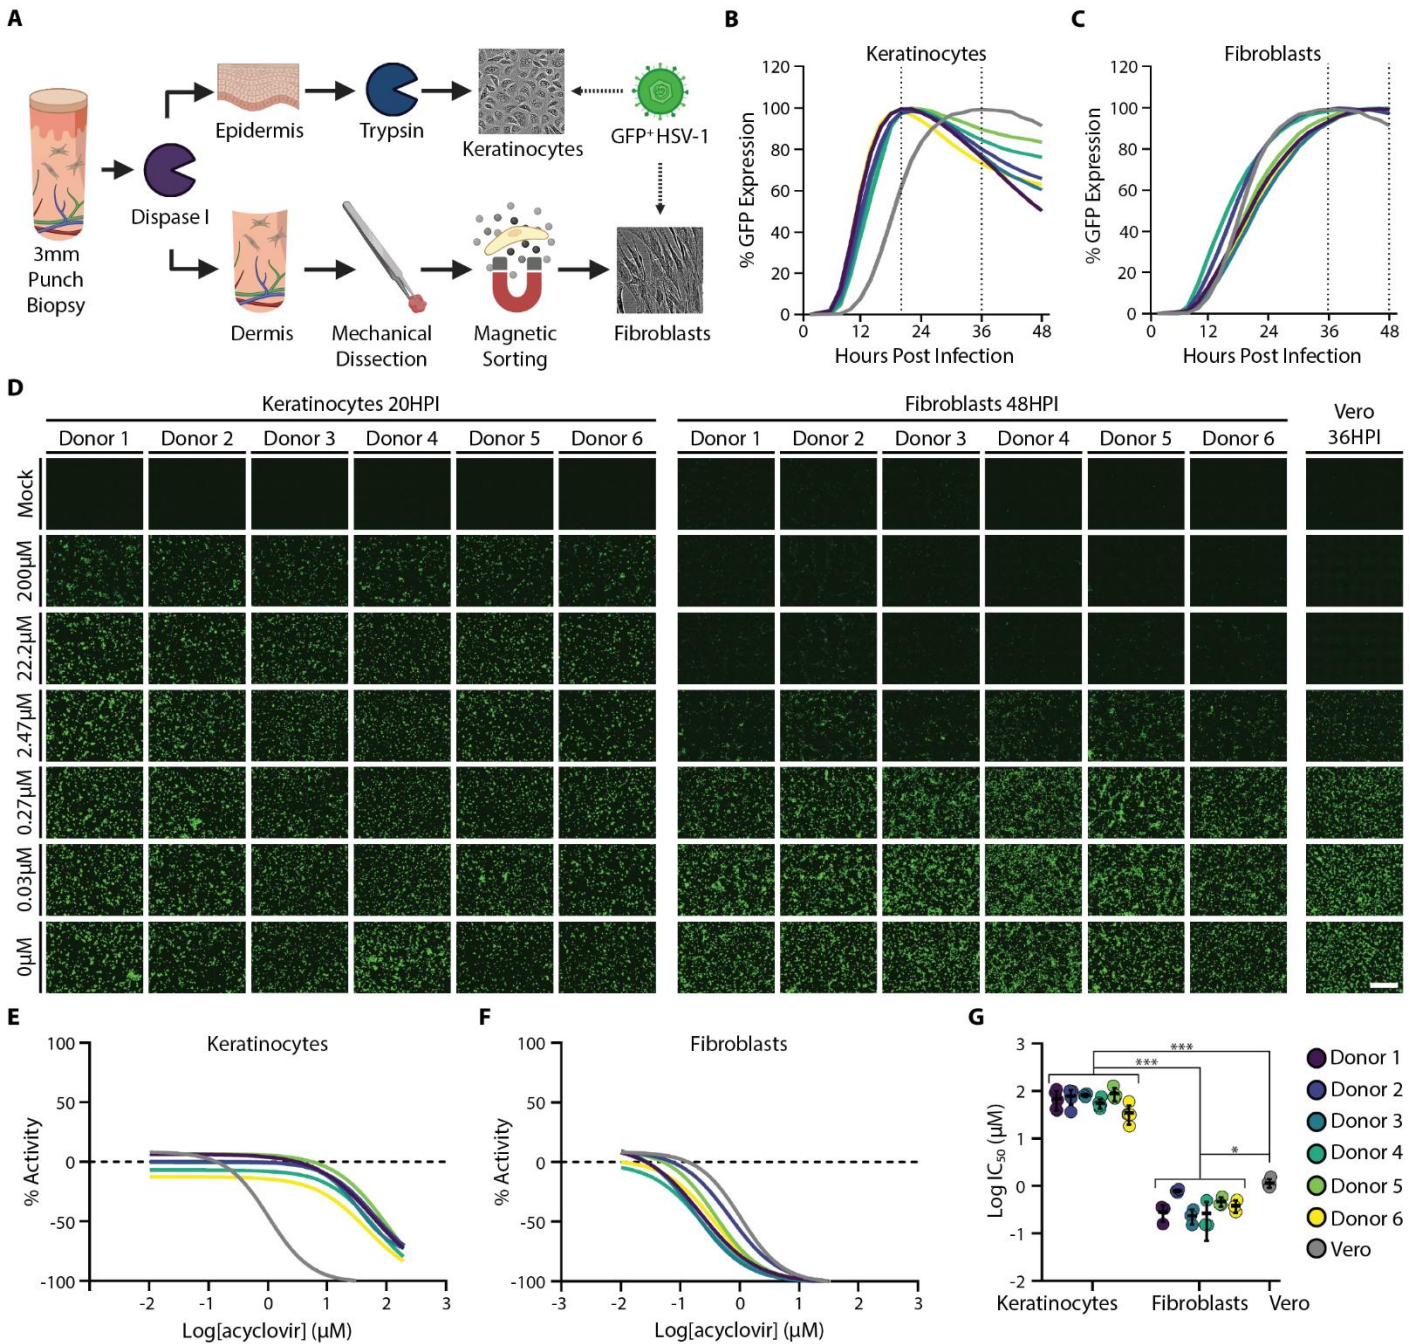 A
Epidermis
Trypsin
Keratinocytes
GFP⁺HSV-1
Dispase I
3mm
Punch
Biopsy
Dermis
Mechanical
Dissection
Magnetic
Sorting
Fibroblasts
B
Keratinocytes
% GFP Expression
120
100
80
60
40
20
0
0 12 24 36 48
Hours Post Infection
C
Fibroblasts
% GFP Expression
120
100
80
60
40
20
0
0 12 24 36 48
Hours Post Infection
D
Keratinocytes 20HPI
Donor 1 Donor 2 Donor 3 Donor 4 Donor 5 Donor 6
Fibroblasts 48HPI
Donor 1 Donor 2 Donor 3 Donor 4 Donor 5 Donor 6
Vero
36HPI
Mock
200µM
22.2µM
2.47µM
0.27µM
0.03µM
0µM
E
Keratinocytes
% Activity
100
50
0
-50
-100
-2 -1 0 1 2 3
Log[acyclovir] (µM)
F
Fibroblasts
% Activity
100
50
0
-50
-100
-3 -2 -1 0 1 2 3
Log[acyclovir] (µM)
G
Log IC₅₀ (µM)
3
2
1
0
-1
-2
***
***
*
Keratinocytes Fibroblasts Vero
Donor 1
Donor 2
Donor 3
Donor 4
Donor 5
Donor 6
Vero